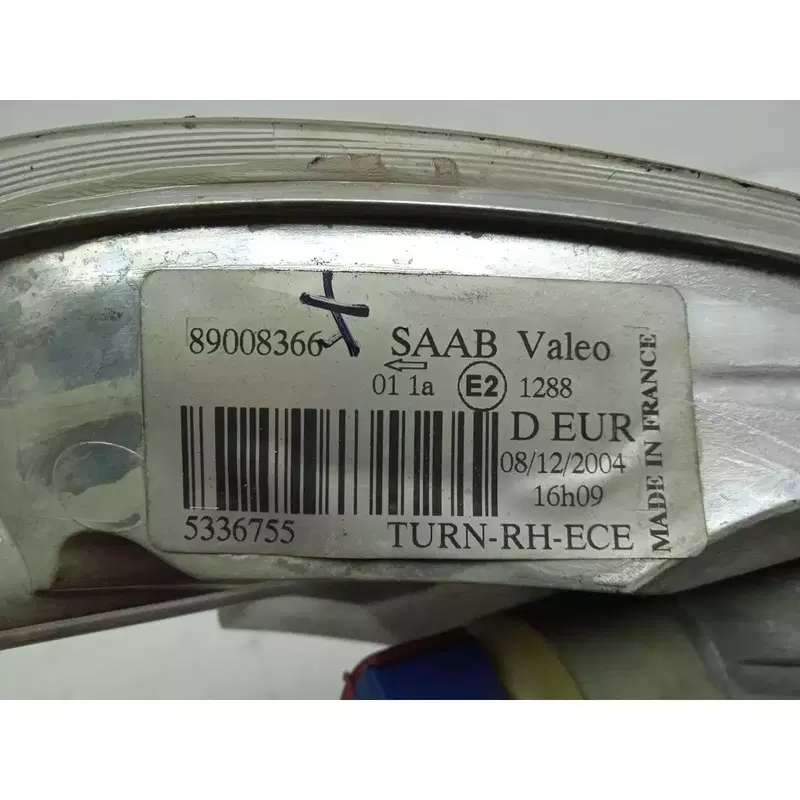 89008366 SAAB Valeo
01 1a E2 1288
D EUR
08/12/2004
16h09
5336755 TURN-RH-ECE
MADE IN FRANCE